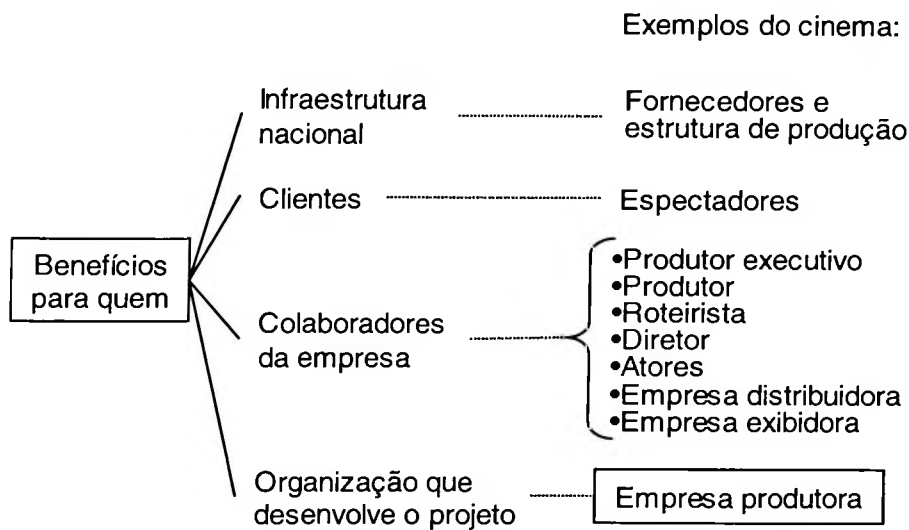 Exemplos do cinema:
Infraestrutura
nacional
Fornecedores e
estrutura de produção
Clientes
Espectadores
Benefícios
para quem
Colaboradores
da empresa
•Produtor executivo
•Produtor
•Roteirista
•Diretor
•Atores
•Empresa distribuidora
•Empresa exibidora
Organização que
desenvolve o projeto
Empresa produtora